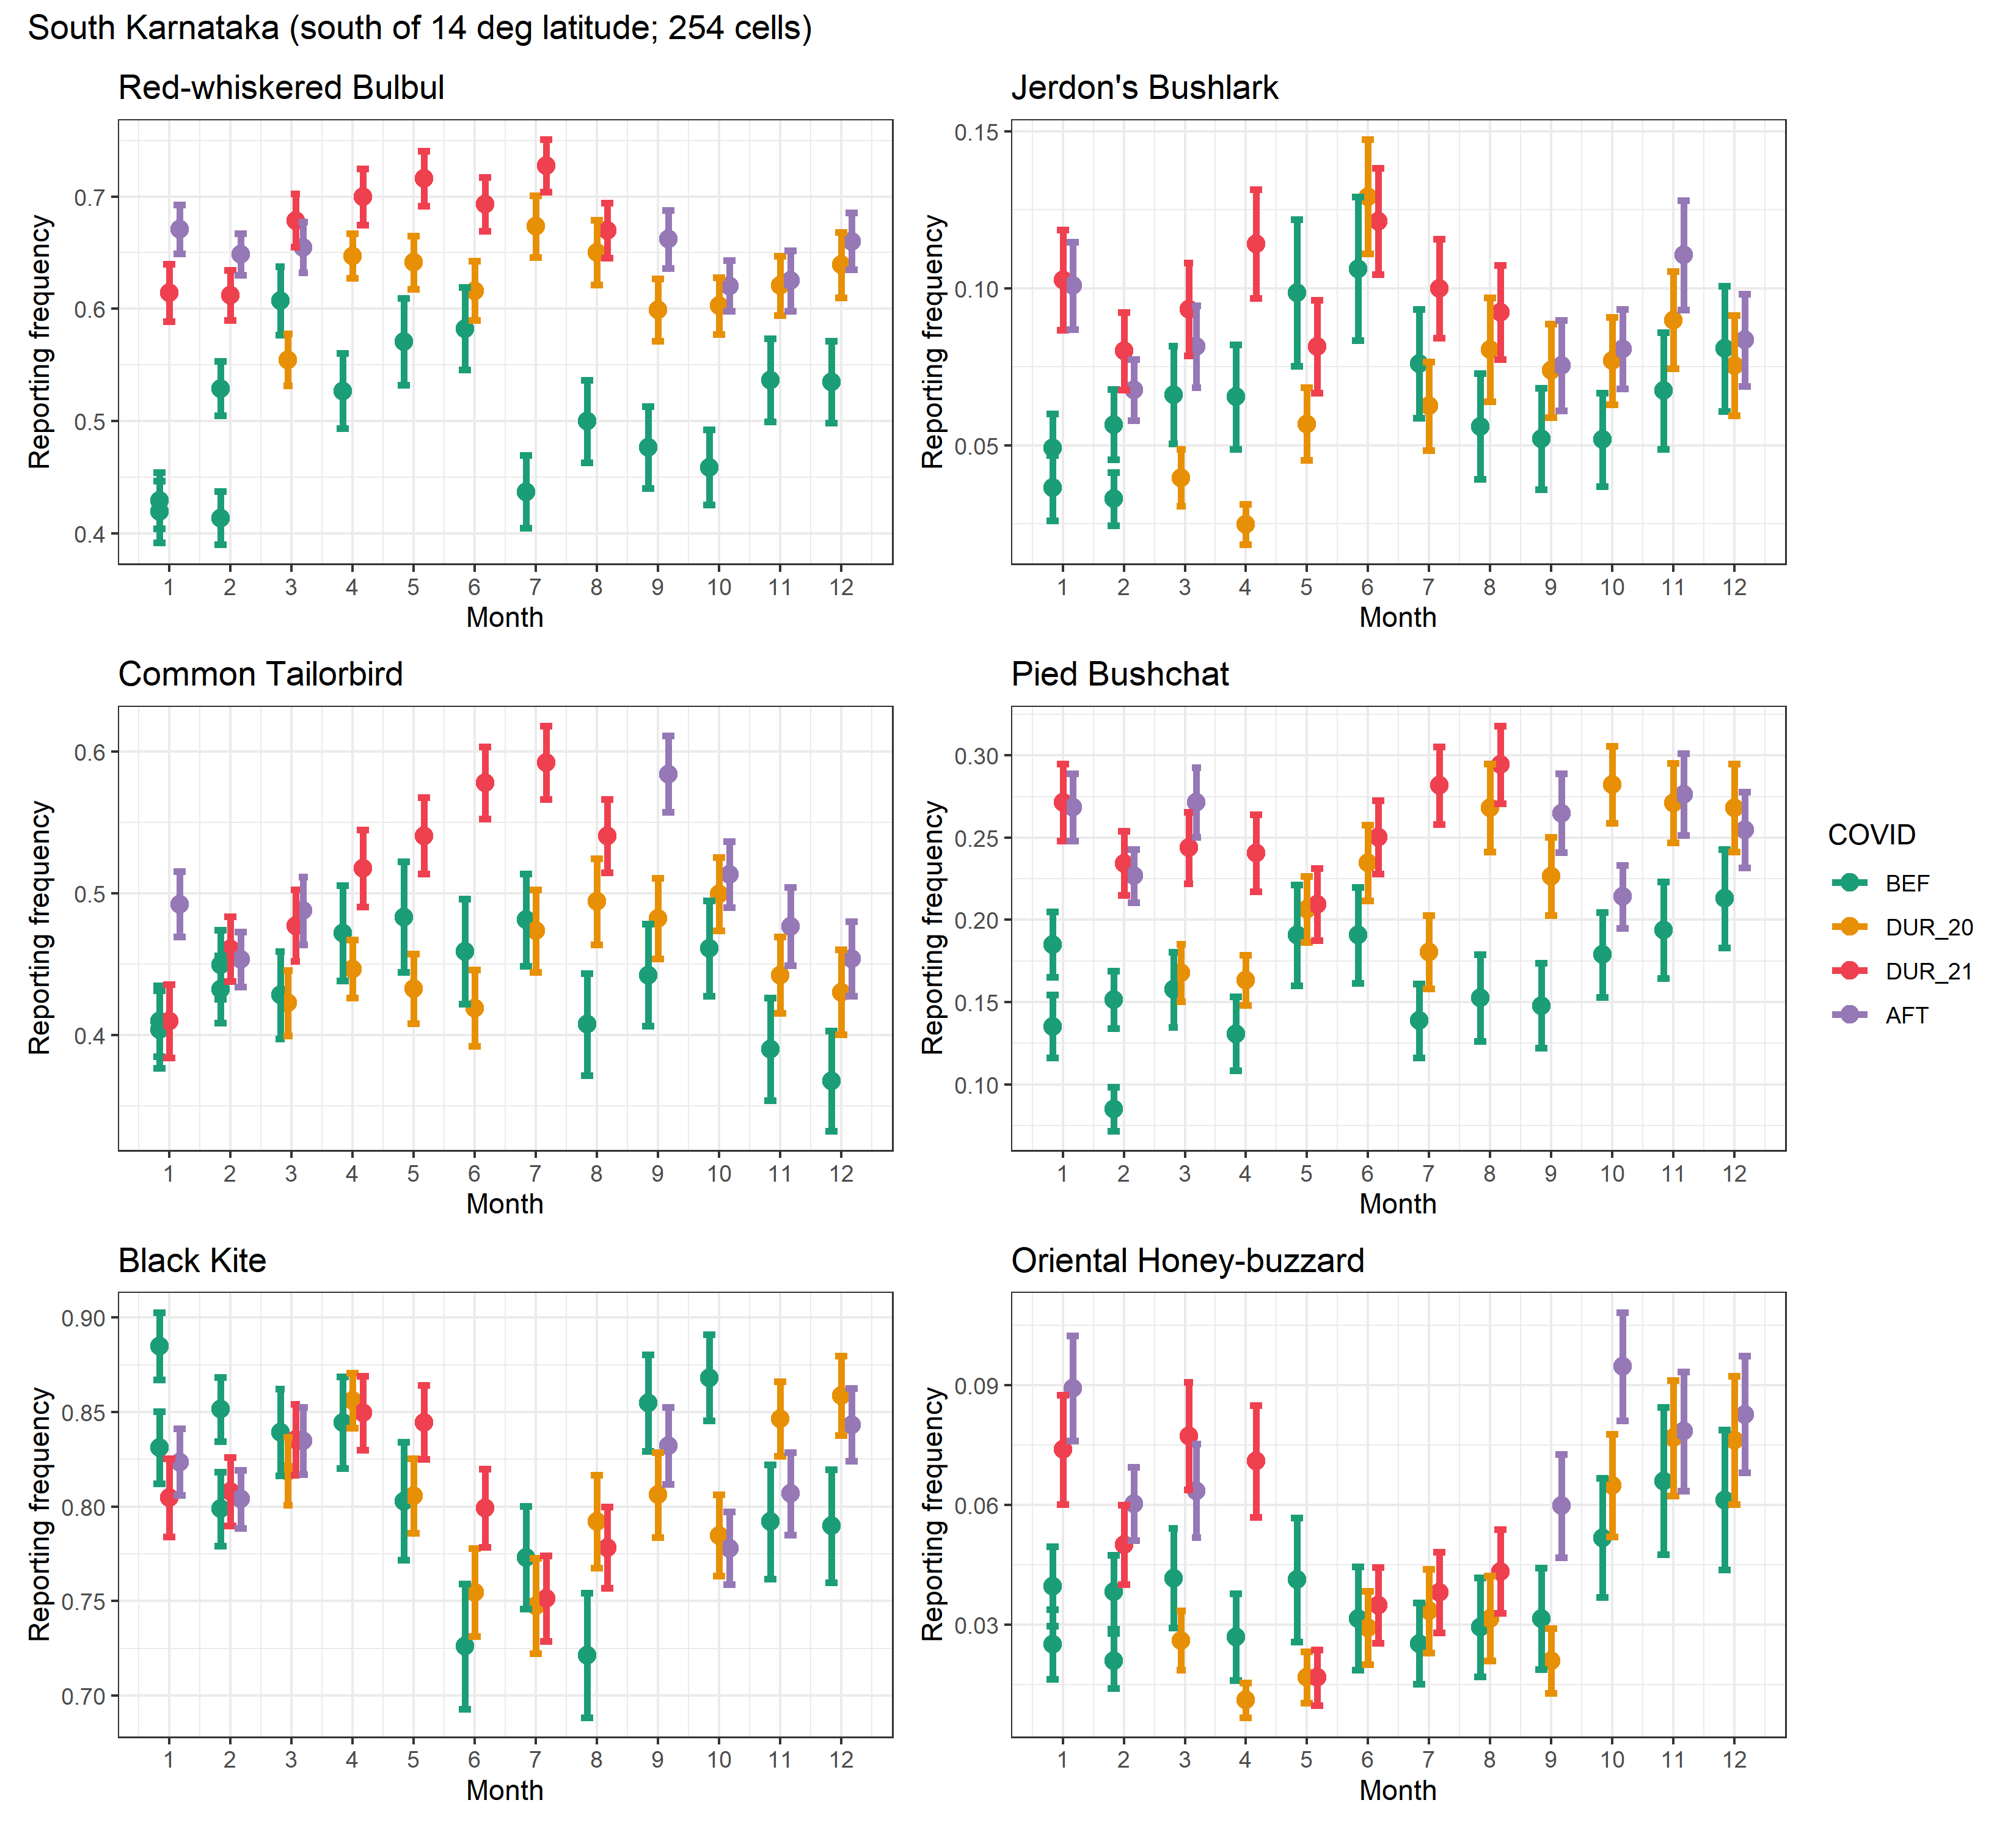 South Karnataka (south of 14 deg latitude; 254 cells)
Red-whiskered Bulbul
Reporting frequency
0.7
0.6
0.5
0.4
1 2 3 4 5 6 7 8 9 10 11 12
Month
Jerdon's Bushlark
Reporting frequency
0.15
0.10
0.05
1 2 3 4 5 6 7 8 9 10 11 12
Month
Common Tailorbird
Reporting frequency
0.6
0.5
0.4
1 2 3 4 5 6 7 8 9 10 11 12
Month
Pied Bushchat
Reporting frequency
0.30
0.25
0.20
0.15
0.10
1 2 3 4 5 6 7 8 9 10 11 12
Month
COVID
BEF
DUR_20
DUR_21
AFT
Black Kite
Reporting frequency
0.90
0.85
0.80
0.75
0.70
1 2 3 4 5 6 7 8 9 10 11 12
Month
Oriental Honey-buzzard
Reporting frequency
0.09
0.06
0.03
1 2 3 4 5 6 7 8 9 10 11 12
Month